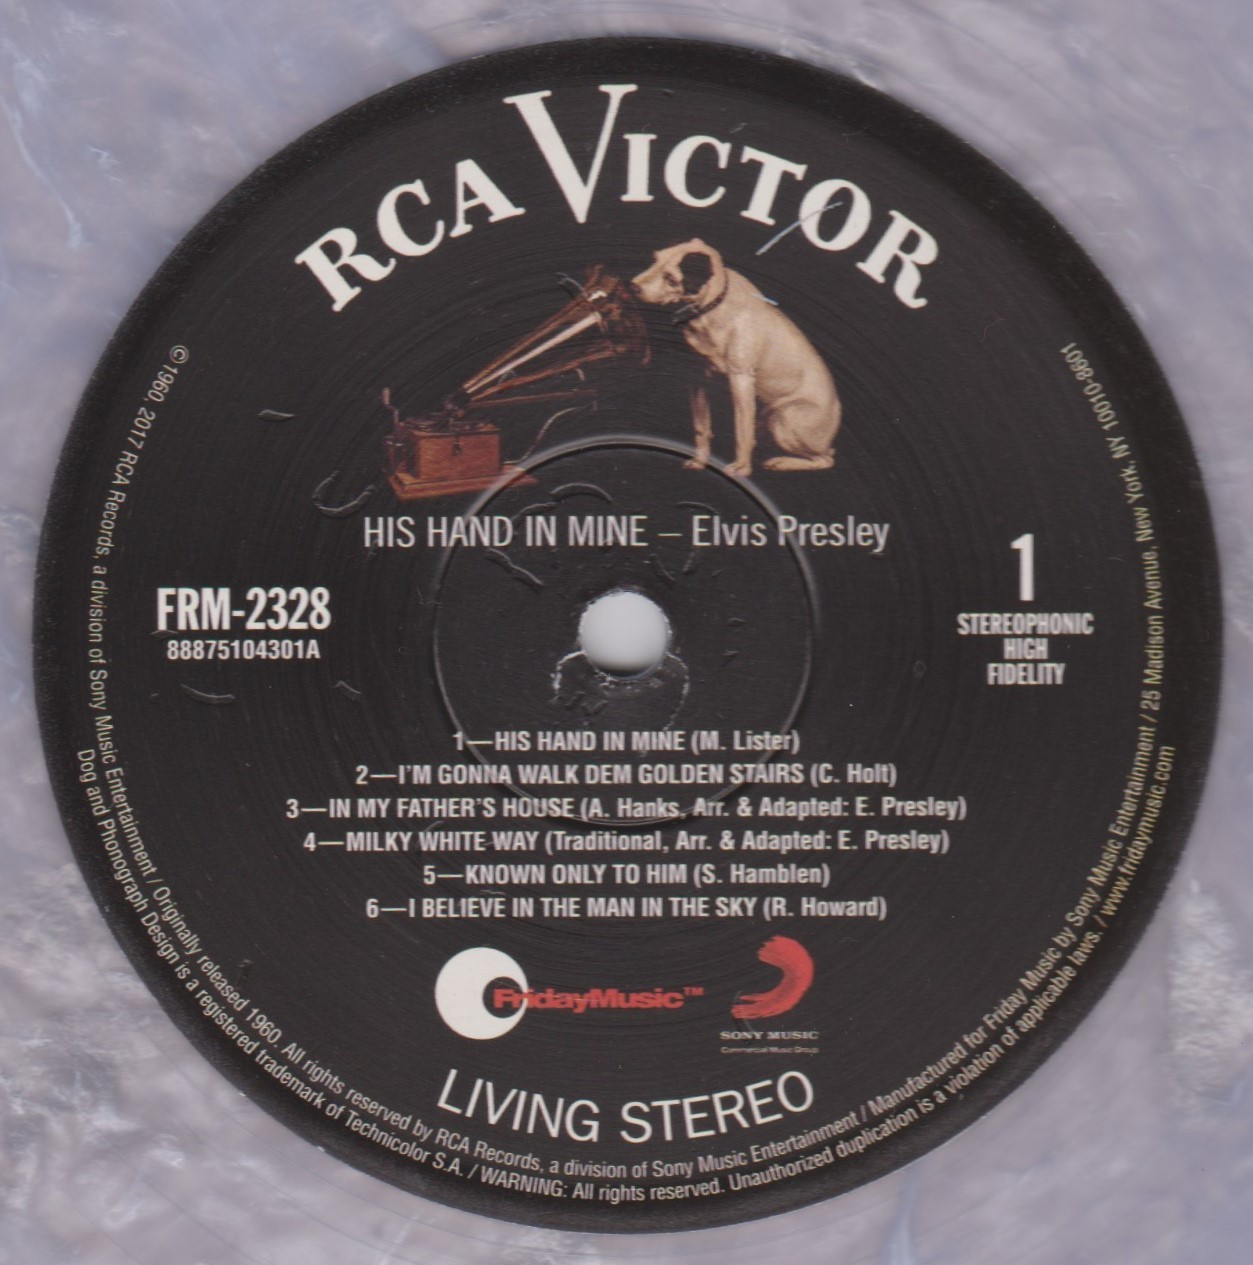 RCA VICTOR
HIS HAND IN MINE – Elvis Presley
FRM-2328
88875104301A
1
STEREOPHONIC
HIGH
FIDELITY
1—HIS HAND IN MINE (M. Lister)
2—I'M GONNA WALK DEM GOLDEN STAIRS (C. Holt)
3—IN MY FATHER'S HOUSE (A. Hanks, Arr. & Adapted: E. Presley)
4—MILKY WHITE WAY (Traditional, Arr. & Adapted: E. Presley)
5—KNOWN ONLY TO HIM (S. Hamblen)
6—I BELIEVE IN THE MAN IN THE SKY (R. Howard)
FridayMusic™
SONY MUSIC
Commercial Music Group
LIVING STEREO
©1960, 2017 RCA Records, a division of Sony Music Entertainment / Originally released 1960. All rights reserved by RCA Records, a division of Sony Music Entertainment / Manufactured for Friday Music by Sony Music Entertainment / 25 Madison Avenue, New York, NY 10010-8601
Dog and Phonograph Design is a registered trademark of Technicolor S.A. / WARNING: All rights reserved. Unauthorized duplication is a violation of applicable laws. / www.fridaymusic.com